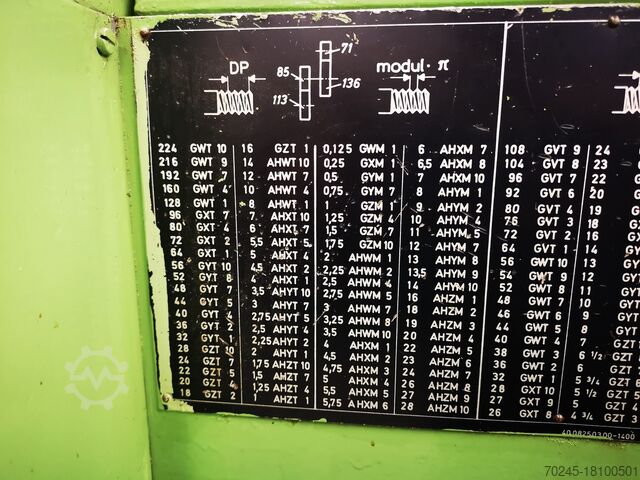 DP
71
85
136
113
modul · π
224 GWT 10 16 GZT 1 0,125 GWM 1 6 AHXM 7 108 GVT 9 24
216 GWT 9 14 AHWT 10 0,25 GXM 1 6,5 AHXM 8 104 GVT 8 23
192 GWT 7 12 AHWT 7 0,5 GYM 1 7 AHXM 10 96 GVT 7 22
160 GWT 4 10 AHWT 4 0,75 GYM 7 8 AHYM 1 92 GVT 6 20
128 GWT 1 8 AHWT 1 1 GZM 1 9 AHYM 2 80 GVT 4 19
96 GXT 7 7 AHXT 10 1,25 GZM 4 10 AHYM 4 76 GVT 3 18
80 GXT 4 6 AHXT 7 1,5 GZM 7 11 AHYM 5 72 GVT 2 16
72 GXT 2 5,5 AHXT 5 1,75 GZM 10 12 AHYM 7 64 GVT 1 14
64 GXT 1 5 AHXT 4 2 AHWM 1 13 AHYM 8 56 GWT 10 13
56 GYT 10 4,5 AHXT 2 2,25 AHWM 2 13,5 AHYM 9 54 GWT 9 12
52 GYT 8 4 AHXT 1 2,5 AHWM 4 14 AHYM 10 52 GWT 8 11
48 GYT 7 3,5 AHYT 10 2,75 AHWM 5 16 AHZM 1 48 GWT 7 10
44 GYT 5 3 AHYT 7 3 AHWM 7 18 AHZM 2 46 GWT 6 9
40 GYT 4 2,75 AHYT 5 3,25 AHWM 8 AHZM 3 44 GWT 5 8
36 GYT 2 2,5 AHYT 4 3,5 AHWM 10 20 AHZM 4 40 GWT 4 7
32 GYT 1 2,25 AHYT 2 4 AHXM 1 22 AHZM 5 38 GWT 3 6 1/2
28 GZT 10 2 AHYT 1 4,5 AHXM 2 23 AHZM 6 36 GWT 2 6
24 GZT 7 1,75 AHZT 10 4,75 AHXM 3 24 AHZM 7 32 GWT 1 5 3/4
22 GZT 5 1,5 AHZT 7 5 AHXM 4 AHZM 8 28 GXT 10 5 1/2
20 GZT 4 1,25 AHZT 4 5,5 AHXM 5 AHZM 9 27 GXT 9 5
18 GZT 2 1 AHZT 1 5,75 AHXM 6 28 AHZM 10 26 GXT 8 4 3/4
40.08250300-1400
70245-18100501